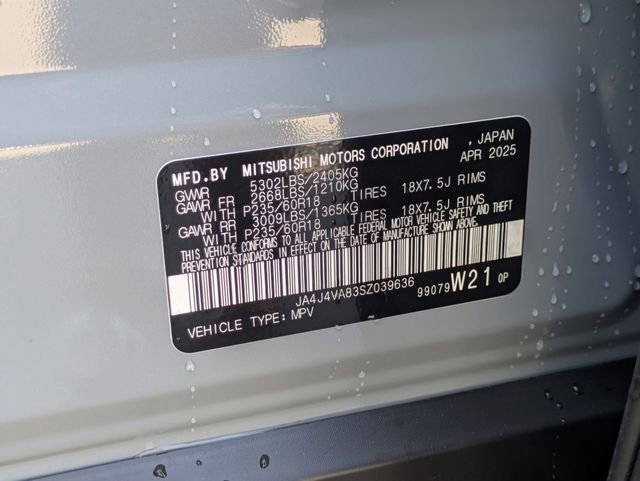 MFD.BY MITSUBISHI MOTORS CORPORATION , JAPAN
APR 2025
GVWR 5302LBS/2405KG
GAWR FR 2668LBS/1210KG
WITH P235/60R18 TIRES 18X7.5J RIMS
GAWR RR 3009LBS/1365KG
WITH P235/60R18 TIRES 18X7.5J RIMS
THIS VEHICLE CONFORMS TO ALL APPLICABLE FEDERAL MOTOR VEHICLE SAFETY AND THEFT
PREVENTION STANDARDS IN EFFECT ON THE DATE OF MANUFACTURE SHOWN ABOVE.
JA4J4VA83SZ039636
99079 W21 0P
VEHICLE TYPE: MPV